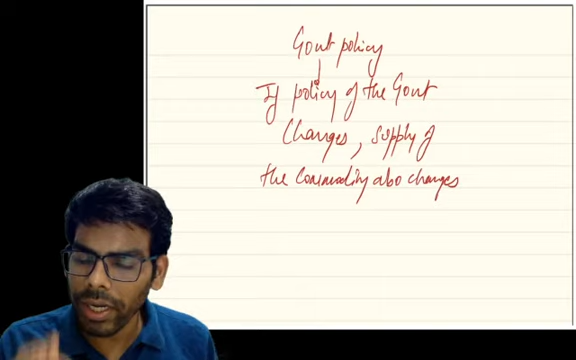 Govt policy
If policy of the Govt
Changes, supply of
the Commodity also changes